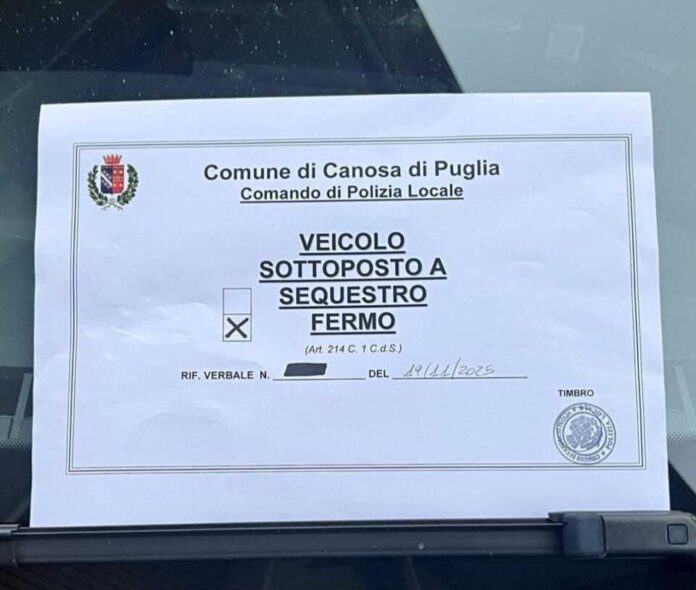 Comune di Canosa di Puglia
Comando di Polizia Locale
VEICOLO
SOTTOPOSTO A
SEQUESTRO
FERMO
(Art. 214 C. 1 C.d.S.)
RIF. VERBALE N. DEL 19/11/2025
TIMBRO